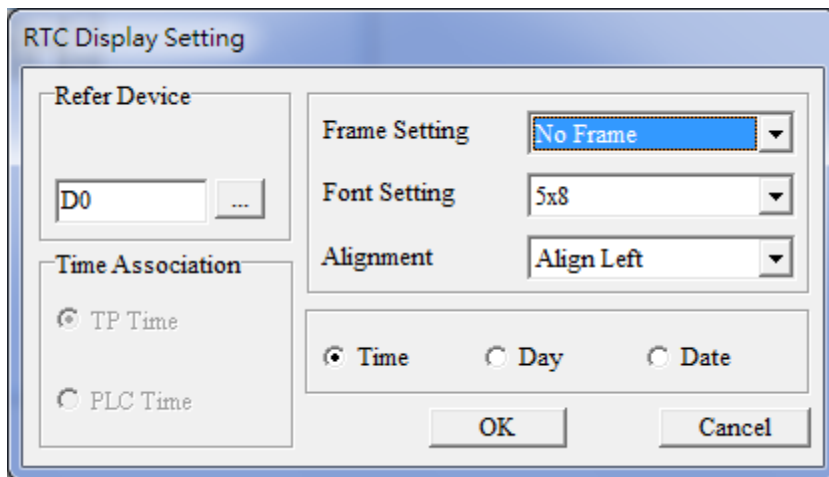 RTC Display Setting
Refer Device
D0
...
Time Association
TP Time
PLC Time
Frame Setting
No Frame
Font Setting
5x8
Alignment
Align Left
Time
Day
Date
OK
Cancel